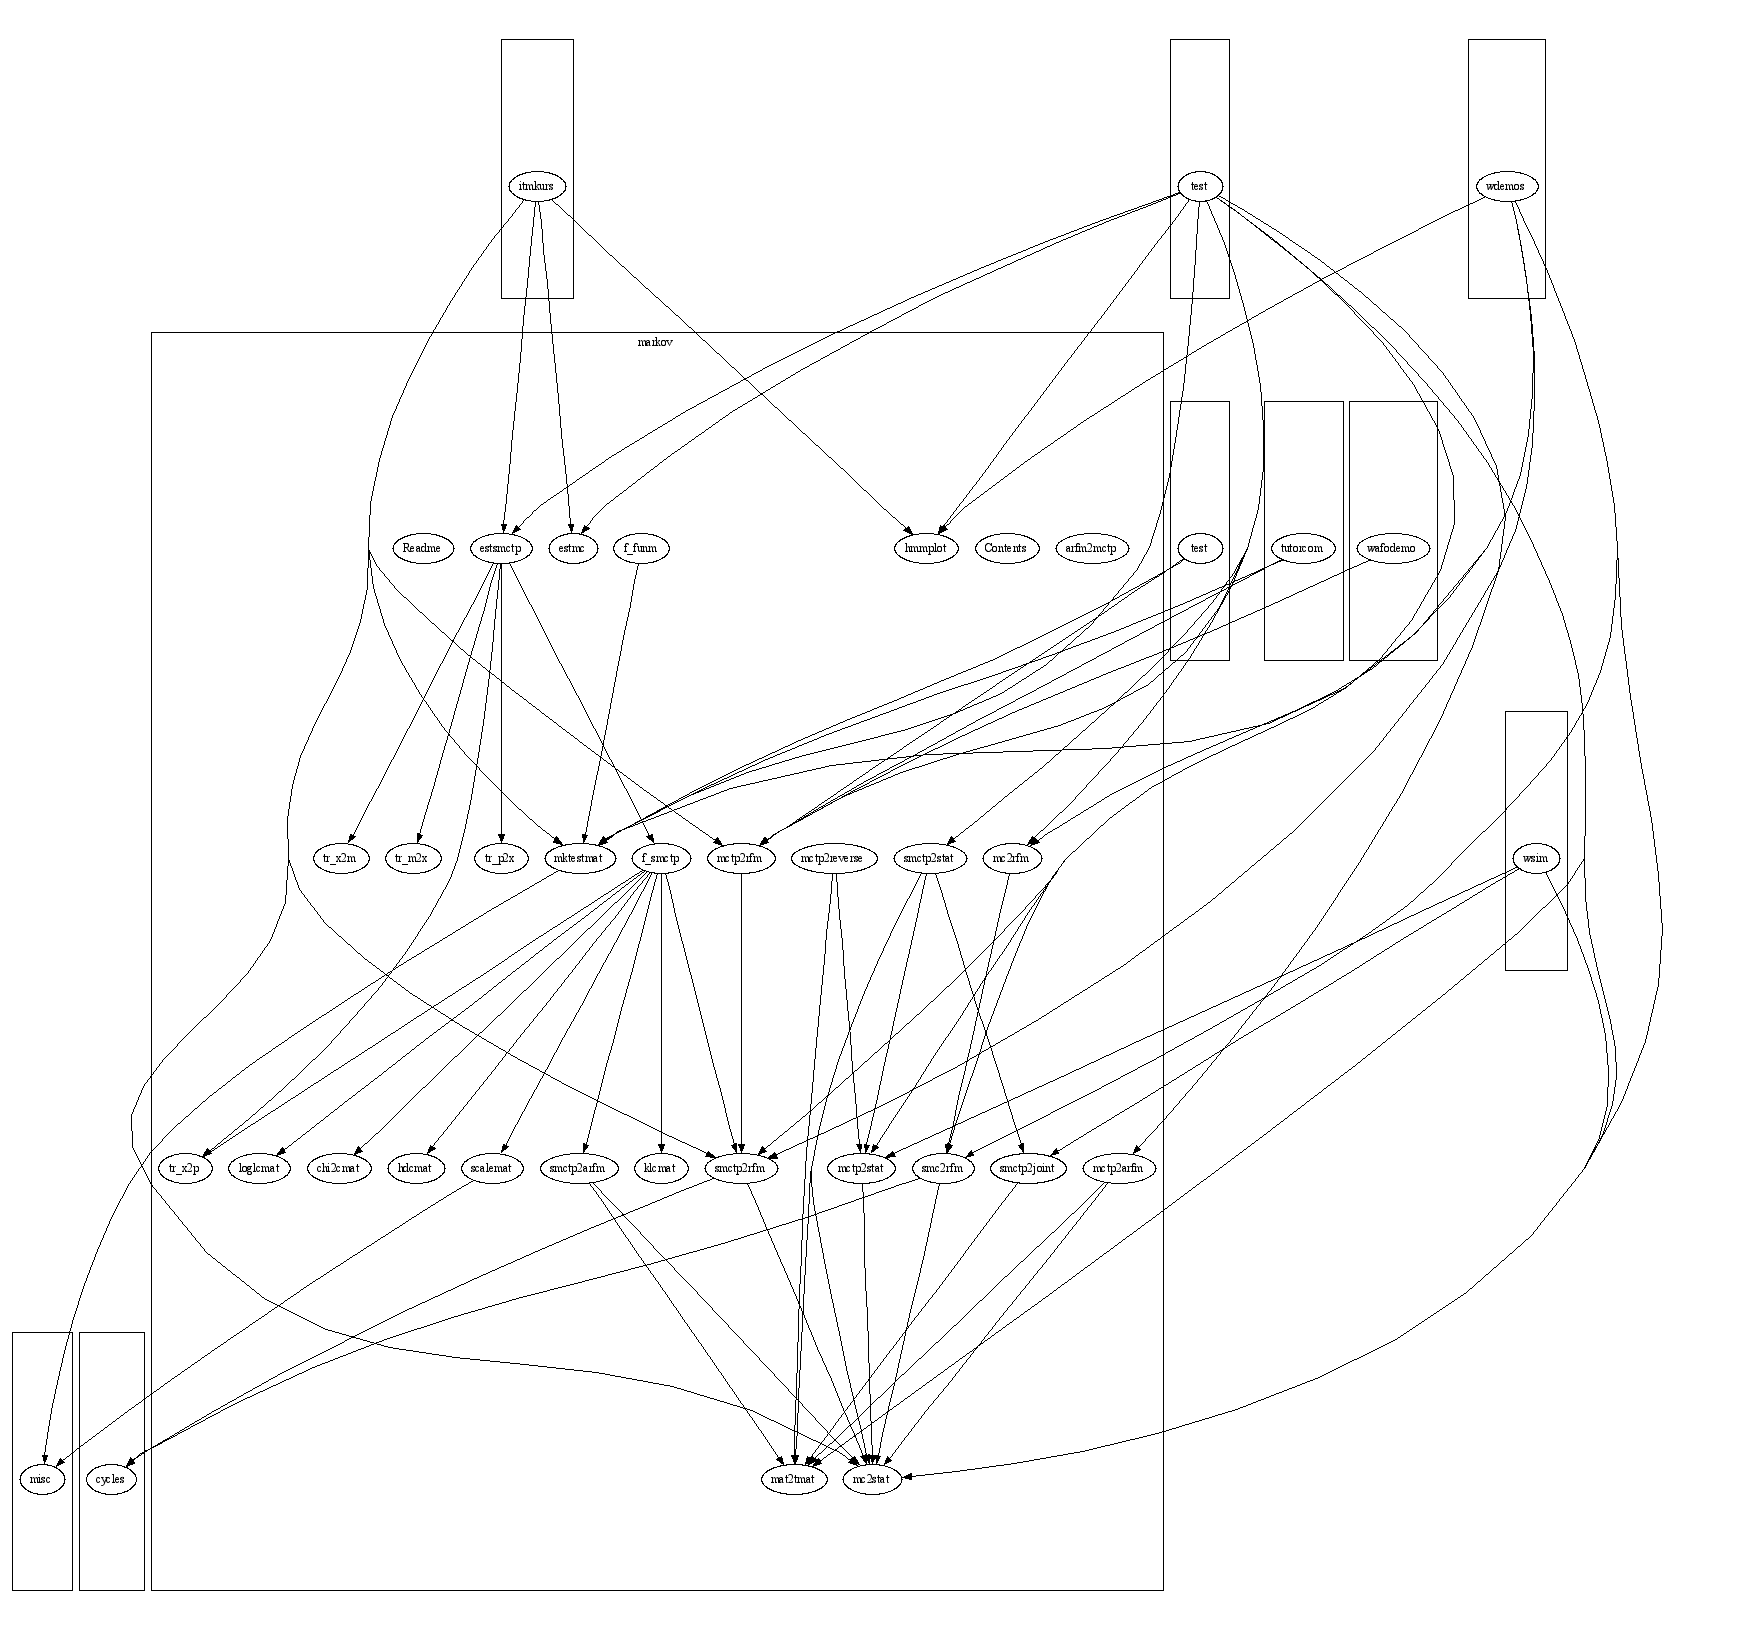 itmkurs
test
wdemos
markov
Readme
estsmctp
estmc
f_funm
hmmplot
Contents
arfm2mctp
test
tutorcom
wafodemo
tr_x2m
tr_m2x
tr_p2x
mktestmat
f_smctp
mctp2rfm
mctp2reverse
smctp2stat
mc2rfm
wsim
tr_x2p
loglcmat
chi2cmat
hdcmat
scalemat
smctp2arfm
klcmat
smctp2rfm
mctp2stat
smc2rfm
smctp2joint
mctp2arfm
misc
cycles
mat2tmat
mc2stat